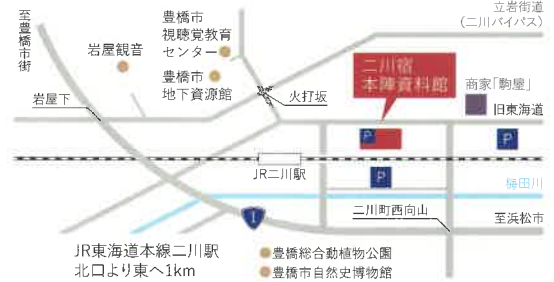 至豊橋市街
岩屋観音
豊橋市
視聴覚教育
センター
豊橋市
地下資源館
岩屋下
火打坂
立岩街道
(二川バイパス)
二川宿
本陣資料館
商家「駒屋」
旧東海道
P
P
P
JR二川駅
梅田川
二川町西向山
至浜松市
1
JR東海道本線二川駅
北口より東へ1km
豊橋総合動植物公園
豊橋市自然史博物館